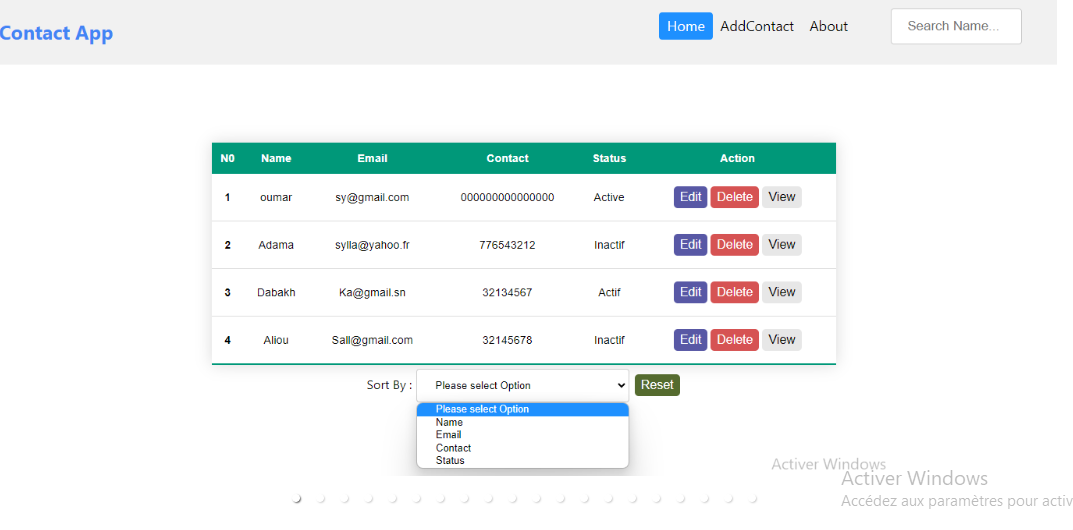 Contact App Home AddContact About Search Name...
N0 Name Email Contact Status Action
1 oumar sy@gmail.com 000000000000000 Active Edit Delete View
2 Adama sylla@yahoo.fr 776543212 Inactif Edit Delete View
3 Dabakh Ka@gmail.sn 32134567 Actif Edit Delete View
4 Aliou Sall@gmail.com 32145678 Inactif Edit Delete View
Sort By : Please select Option Reset
Please select Option
Name
Email
Contact
Status
Activer Windows
Activer Windows
Accédez aux paramètres pour activ